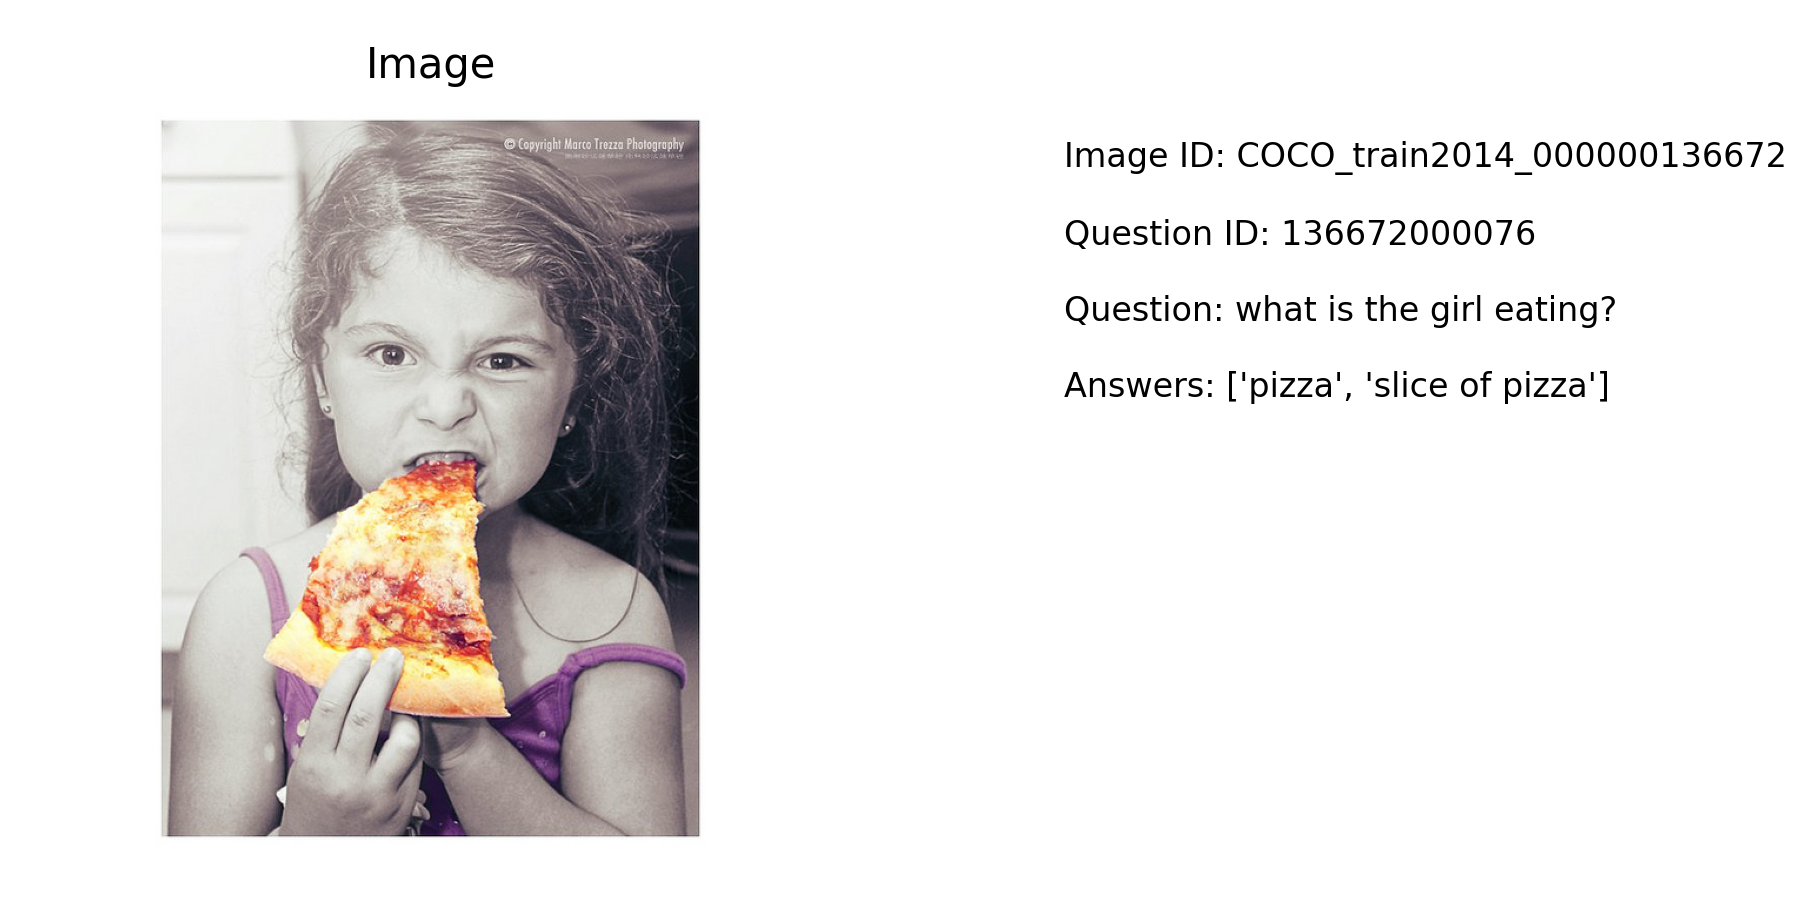 Image
© Copyright Marco Trezza Photography
Image ID: COCO_train2014_000000136672
Question ID: 136672000076
Question: what is the girl eating?
Answers: ['pizza', 'slice of pizza']